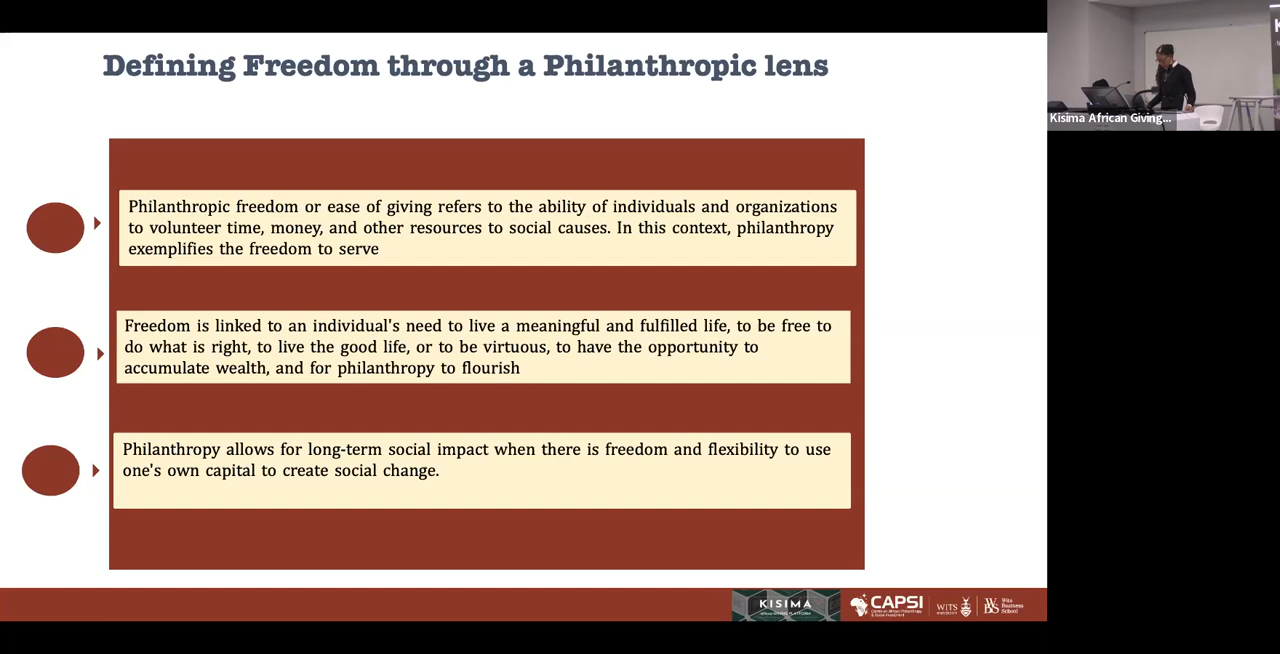 Defining Freedom through a Philanthropic lens
Philanthropic freedom or ease of giving refers to the ability of individuals and organizations
to volunteer time, money, and other resources to social causes. In this context, philanthropy
exemplifies the freedom to serve
Freedom is linked to an individual's need to live a meaningful and fulfilled life, to be free to
do what is right, to live the good life, or to be virtuous, to have the opportunity to
accumulate wealth, and for philanthropy to flourish
Philanthropy allows for long-term social impact when there is freedom and flexibility to use
one's own capital to create social change.
Kisima African Giving...
KISIMA
CAPSI
WITS
Wits
Business
School